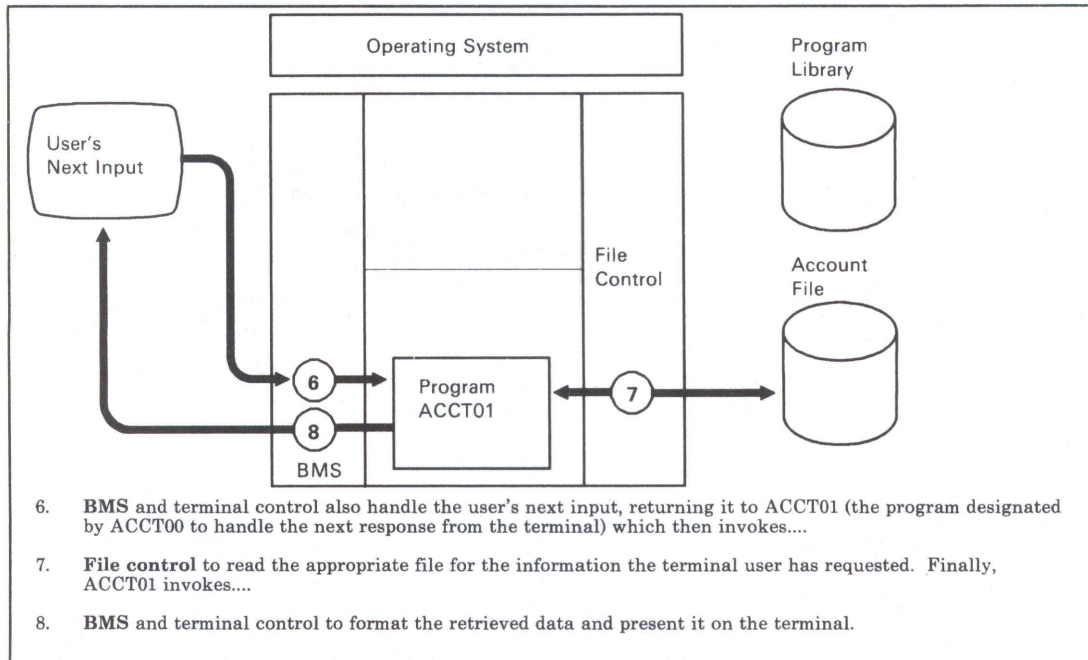 Operating System
Program
Library
User's
Next Input
File
Control
Account
File
6
Program
ACCT01
7
8
BMS
6. BMS and terminal control also handle the user's next input, returning it to ACCT01 (the program designated
by ACCT00 to handle the next response from the terminal) which then invokes....
7. File control to read the appropriate file for the information the terminal user has requested. Finally,
ACCT01 invokes....
8. BMS and terminal control to format the retrieved data and present it on the terminal.